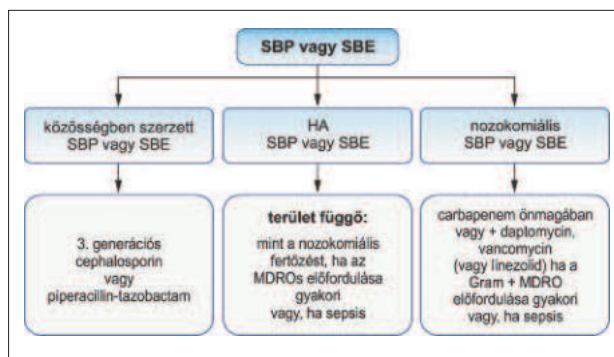 SBP vagy SBE
közösségben szerzett
SBP vagy SBE
HA
SBP vagy SBE
nozokomiális
SBP vagy SBE
3. generációs
cephalosporin
vagy
piperacillin-tazobactam
terület függő:
mint a nozokomiális
fertőzést, ha az
MDROs előfordulása
gyakori
vagy, ha sepsis
carbapenem önmagában
vagy + daptomycin,
vancomycin
(vagy linezolid) ha a
Gram + MDRO
előfordulása gyakori
vagy, ha sepsis